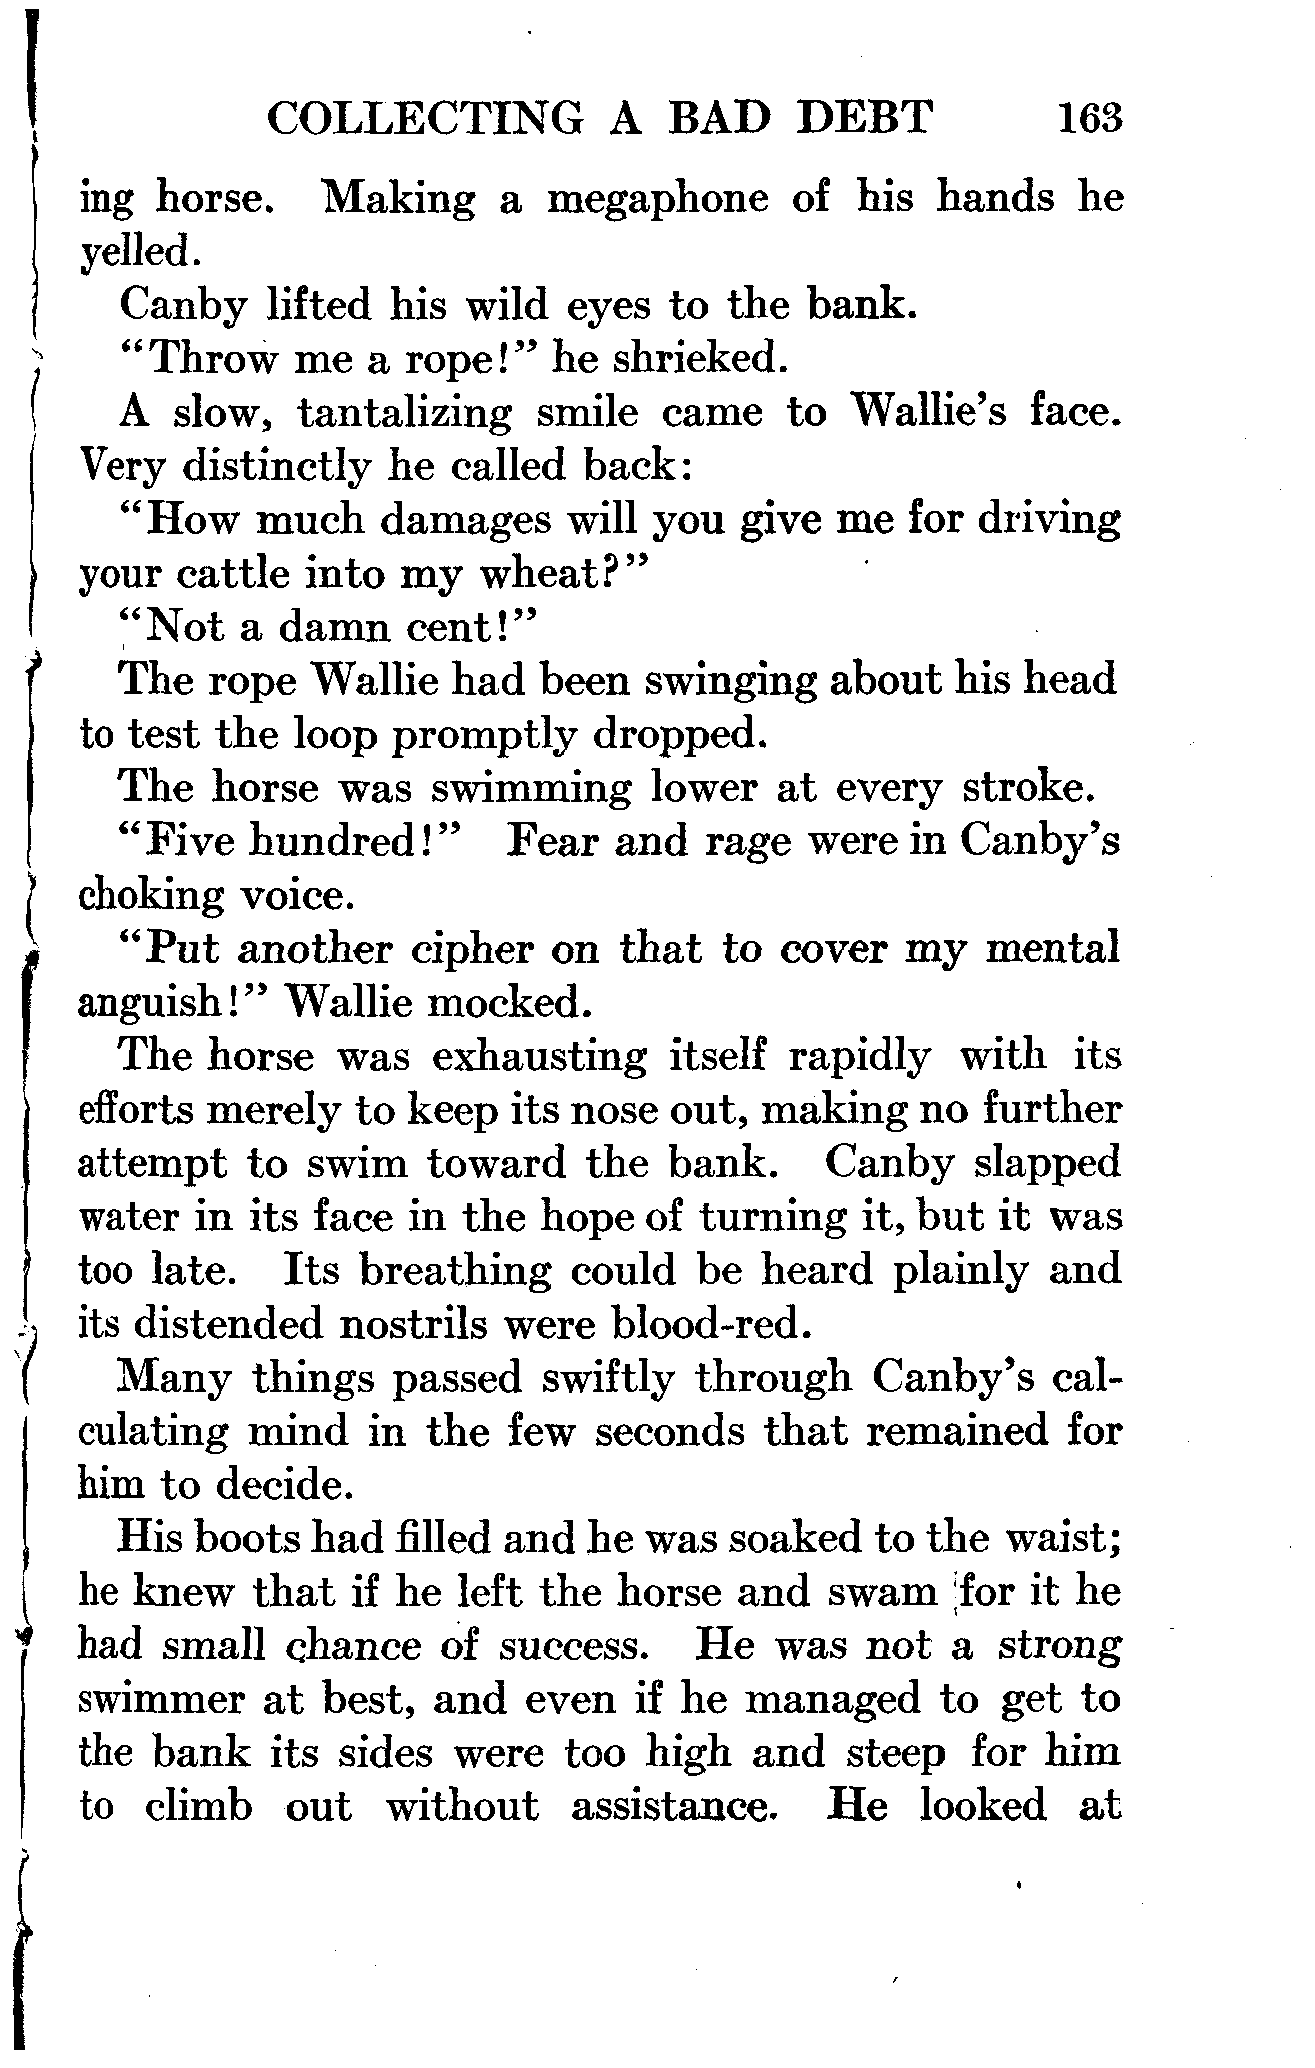 COLLECTING A BAD DEBT 163
ing horse. Making a megaphone of his hands he
yelled.
Canby lifted his wild eyes to the bank.
"Throw me a rope!" he shrieked.
A slow, tantalizing smile came to Wallie's face.
Very distinctly he called back:
"How much damages will you give me for driving
your cattle into my wheat?"
"Not a damn cent!"
The rope Wallie had been swinging about his head
to test the loop promptly dropped.
The horse was swimming lower at every stroke.
"Five hundred!" Fear and rage were in Canby's
choking voice.
"Put another cipher on that to cover my mental
anguish!" Wallie mocked.
The horse was exhausting itself rapidly with its
efforts merely to keep its nose out, making no further
attempt to swim toward the bank. Canby slapped
water in its face in the hope of turning it, but it was
too late. Its breathing could be heard plainly and
its distended nostrils were blood-red.
Many things passed swiftly through Canby's cal-
culating mind in the few seconds that remained for
him to decide.
His boots had filled and he was soaked to the waist;
he knew that if he left the horse and swam for it he
had small chance of success. He was not a strong
swimmer at best, and even if he managed to get to
the bank its sides were too high and steep for him
to climb out without assistance. He looked at